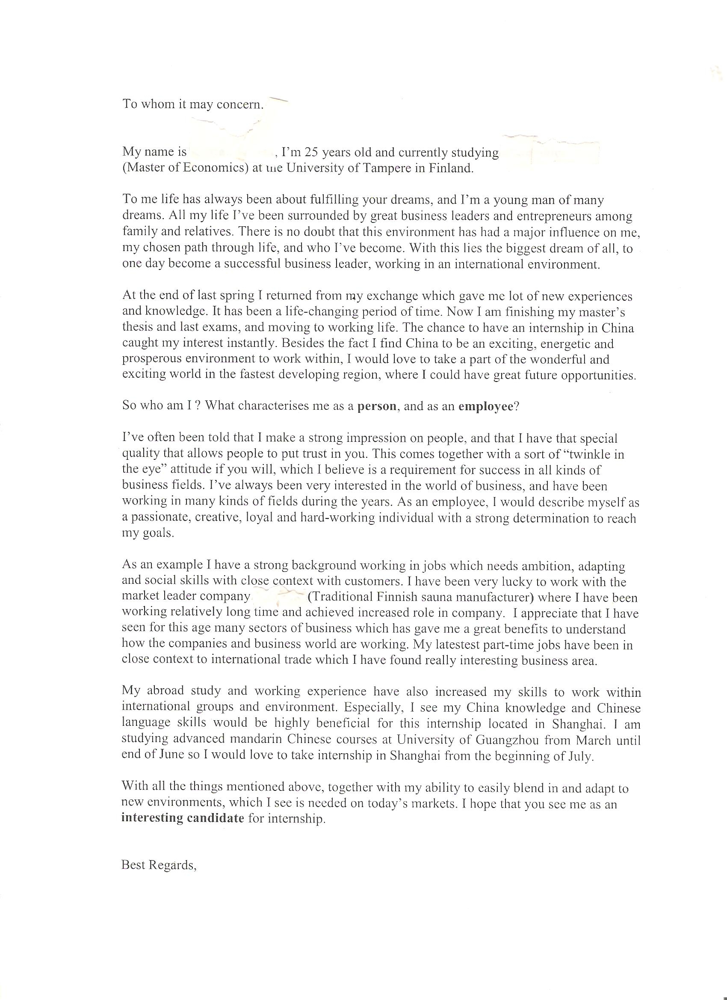 To whom it may concern.
My name is , I'm 25 years old and currently studying
(Master of Economics) at the University of Tampere in Finland.
To me life has always been about fulfilling your dreams, and I'm a young man of many
dreams. All my life I've been surrounded by great business leaders and entrepreneurs among
family and relatives. There is no doubt that this environment has had a major influence on me,
my chosen path through life, and who I've become. With this lies the biggest dream of all, to
one day become a successful business leader, working in an international environment.
At the end of last spring I returned from my exchange which gave me lot of new experiences
and knowledge. It has been a life-changing period of time. Now I am finishing my master's
thesis and last exams, and moving to working life. The chance to have an internship in China
caught my interest instantly. Besides the fact I find China to be an exciting, energetic and
prosperous environment to work within, I would love to take a part of the wonderful and
exciting world in the fastest developing region, where I could have great future opportunities.
So who am I ? What characterises me as a person, and as an employee?
I've often been told that I make a strong impression on people, and that I have that special
quality that allows people to put trust in you. This comes together with a sort of “twinkle in
the eye” attitude if you will, which I believe is a requirement for success in all kinds of
business fields. I've always been very interested in the world of business, and have been
working in many kinds of fields during the years. As an employee, I would describe myself as
a passionate, creative, loyal and hard-working individual with a strong determination to reach
my goals.
As an example I have a strong background working in jobs which needs ambition, adapting
and social skills with close context with customers. I have been very lucky to work with the
market leader company (Traditional Finnish sauna manufacturer) where I have been
working relatively long time and achieved increased role in company. I appreciate that I have
seen for this age many sectors of business which has gave me a great benefits to understand
how the companies and business world are working. My latestest part-time jobs have been in
close context to international trade which I have found really interesting business area.
My abroad study and working experience have also increased my skills to work within
international groups and environment. Especially, I see my China knowledge and Chinese
language skills would be highly beneficial for this internship located in Shanghai. I am
studying advanced mandarin Chinese courses at University of Guangzhou from March until
end of June so I would love to take internship in Shanghai from the beginning of July.
With all the things mentioned above, together with my ability to easily blend in and adapt to
new environments, which I see is needed on today's markets. I hope that you see me as an
interesting candidate for internship.
Best Regards,